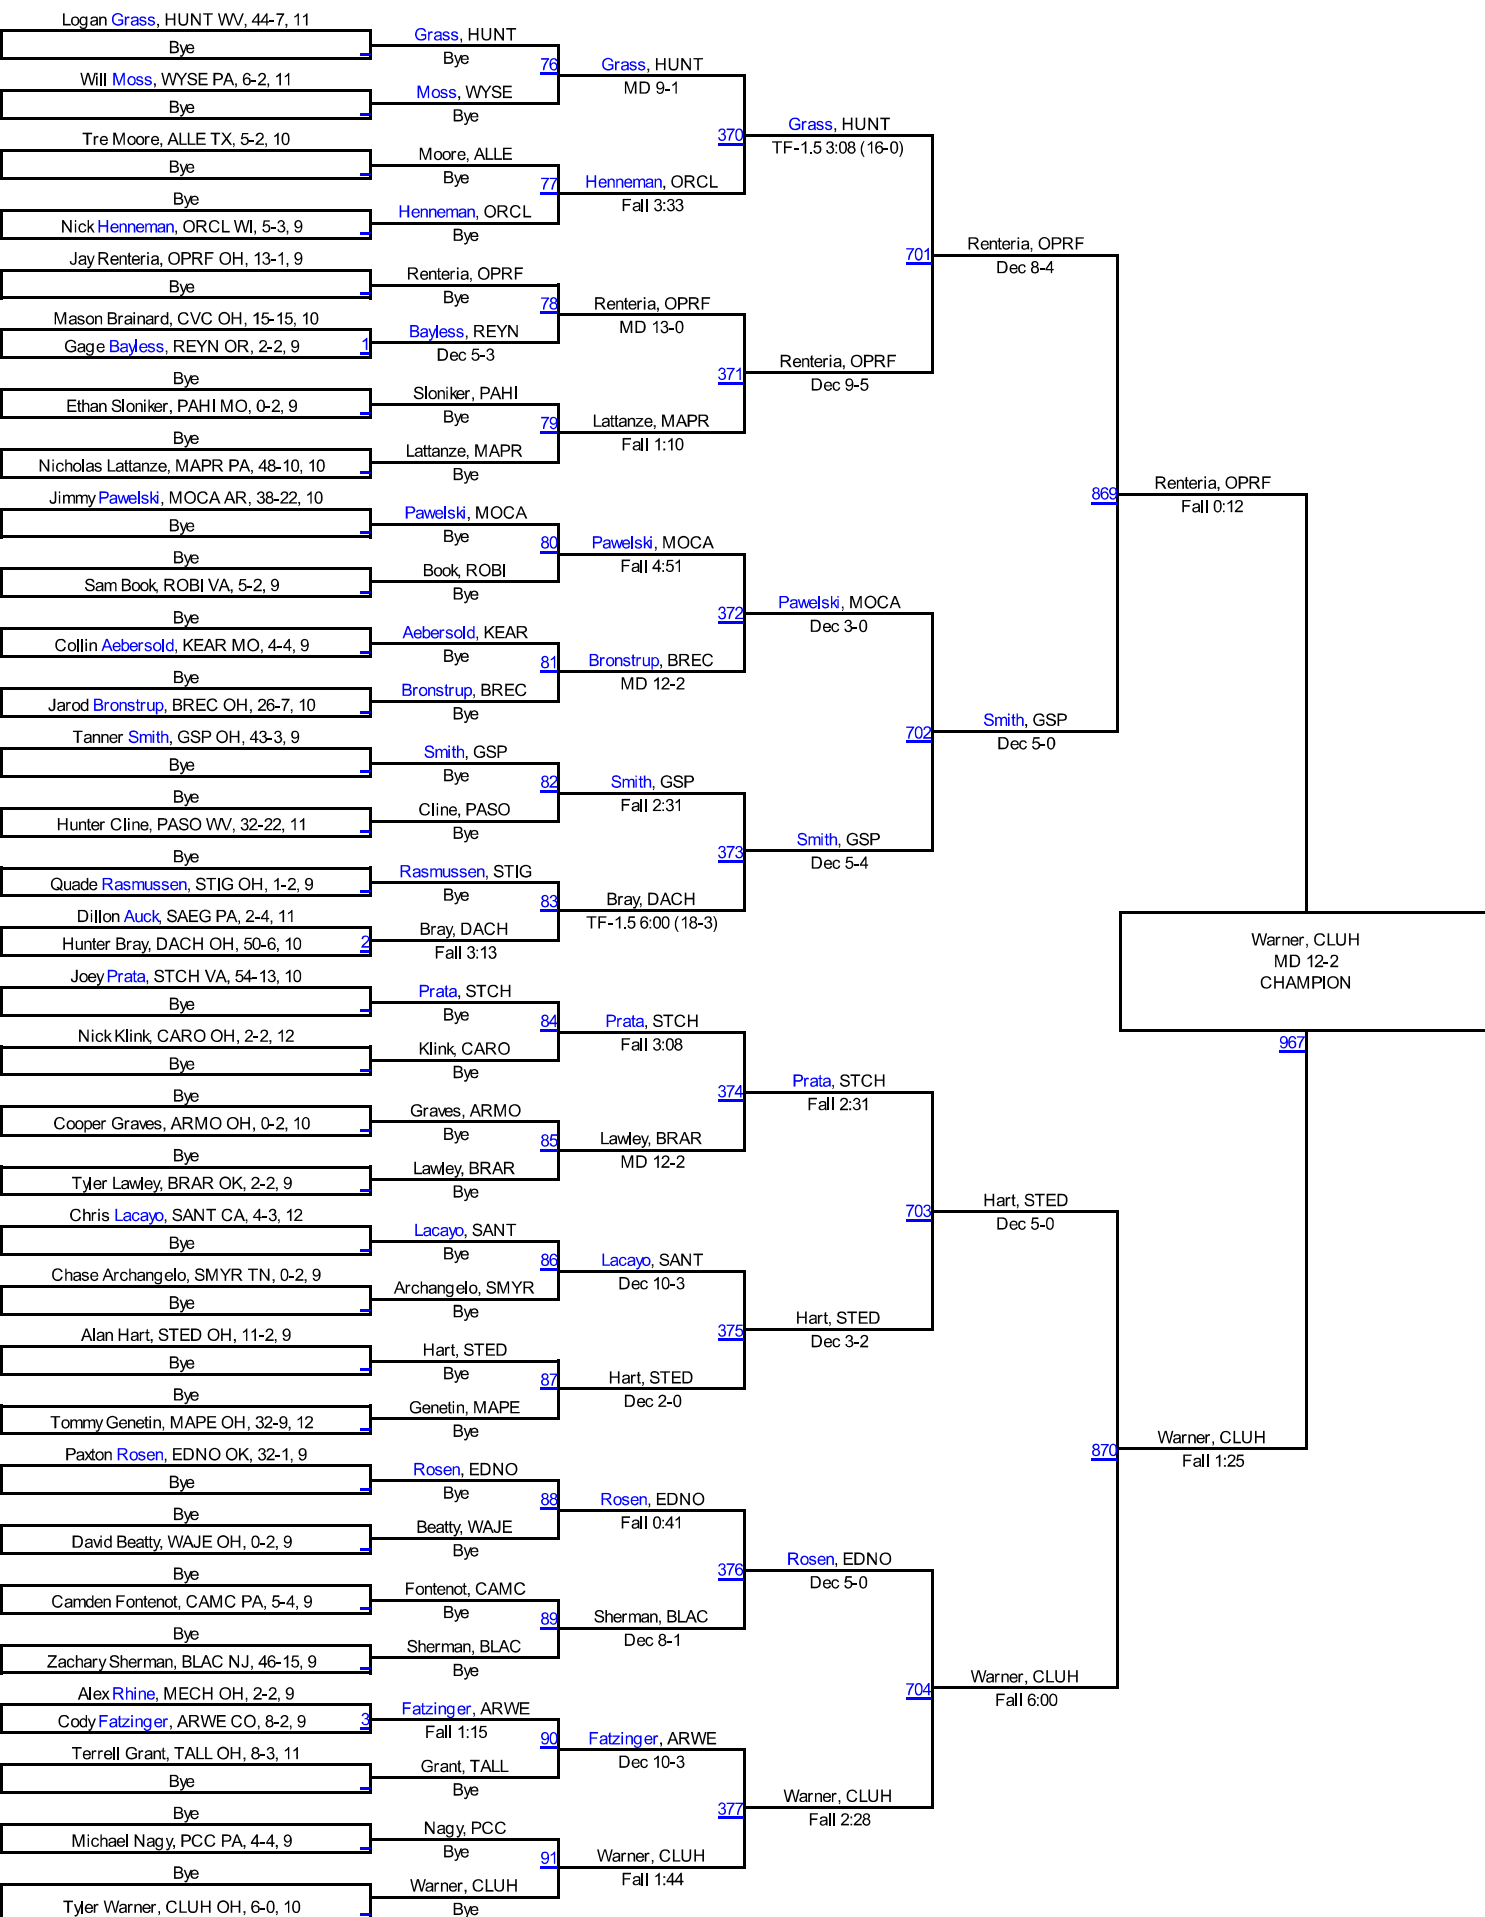 Logan Grass, HUNT WV, 44-7, 11
Bye
Will Moss, WYSE PA, 6-2, 11
Bye
Tre Moore, ALLE TX, 5-2, 10
Bye
Bye
Nick Henneman, ORCL WI, 5-3, 9
Jay Renteria, OPRF OH, 13-1, 9
Bye
Mason Brainard, CVC OH, 15-15, 10
Gage Bayless, REYN OR, 2-2, 9
1
Bye
Ethan Sloniker, PAHI MO, 0-2, 9
Bye
Nicholas Lattanze, MAPR PA, 48-10, 10
Jimmy Pawelski, MOCA AR, 38-22, 10
Bye
Bye
Sam Book, ROBI VA, 5-2, 9
Bye
Collin Aebersold, KEAR MO, 4-4, 9
Bye
Jarod Bronstrup, BREC OH, 26-7, 10
Tanner Smith, GSP OH, 43-3, 9
Bye
Bye
Hunter Cline, PASO WV, 32-22, 11
Bye
Quade Rasmussen, STIG OH, 1-2, 9
Dillon Auck, SAEG PA, 2-4, 11
Hunter Bray, DACH OH, 50-6, 10
2
Joey Prata, STCH VA, 54-13, 10
Bye
Nick Klink, CARO OH, 2-2, 12
Bye
Bye
Cooper Graves, ARMO OH, 0-2, 10
Bye
Tyler Lawley, BRAR OK, 2-2, 9
Chris Lacayo, SANT CA, 4-3, 12
Bye
Chase Archangelo, SMYR TN, 0-2, 9
Bye
Alan Hart, STED OH, 11-2, 9
Bye
Bye
Tommy Genetin, MAPE OH, 32-9, 12
Paxton Rosen, EDNO OK, 32-1, 9
Bye
Bye
David Beatty, WAJE OH, 0-2, 9
Bye
Camden Fontenot, CAMC PA, 5-4, 9
Bye
Zachary Sherman, BLAC NJ, 46-15, 9
Alex Rhine, MECH OH, 2-2, 9
Cody Fatzinger, ARWE CO, 8-2, 9
3
Terrell Grant, TALL OH, 8-3, 11
Bye
Bye
Michael Nagy, PCC PA, 4-4, 9
Bye
Tyler Warner, CLUH OH, 6-0, 10
Grass, HUNT
Bye
76
Moss, WYSE
Bye
Moore, ALLE
Bye
77
Henneman, ORCL
Bye
Renteria, OPRF
Bye
78
Bayless, REYN
Dec 5-3
Sloniker, PAHI
Bye
79
Lattanze, MAPR
Bye
Pawelski, MOCA
Bye
80
Book, ROBI
Bye
Aebersold, KEAR
Bye
81
Bronstrup, BREC
Bye
Smith, GSP
Bye
82
Cline, PASO
Bye
Rasmussen, STIG
Bye
83
Bray, DACH
Fall 3:13
Prata, STCH
Bye
84
Klink, CARO
Bye
Graves, ARMO
Bye
85
Lawley, BRAR
Bye
Lacayo, SANT
Bye
86
Archangelo, SMYR
Bye
Hart, STED
Bye
87
Genetin, MAPE
Bye
Rosen, EDNO
Bye
88
Beatty, WAJE
Bye
Fontenot, CAMC
Bye
89
Sherman, BLAC
Bye
Fatzinger, ARWE
Fall 1:15
90
Grant, TALL
Bye
Nagy, PCC
Bye
91
Warner, CLUH
Bye
Grass, HUNT
MD 9-1
370
Henneman, ORCL
Fall 3:33
Renteria, OPRF
MD 13-0
371
Lattanze, MAPR
Fall 1:10
Pawelski, MOCA
Fall 4:51
372
Bronstrup, BREC
MD 12-2
Smith, GSP
Fall 2:31
373
Bray, DACH
TF-1.5 6:00 (18-3)
Prata, STCH
Fall 3:08
374
Lawley, BRAR
MD 12-2
Lacayo, SANT
Dec 10-3
375
Hart, STED
Dec 2-0
Rosen, EDNO
Fall 0:41
376
Sherman, BLAC
Dec 8-1
Fatzinger, ARWE
Dec 10-3
377
Warner, CLUH
Fall 1:44
Grass, HUNT
TF-1.5 3:08 (16-0)
701
Renteria, OPRF
Dec 9-5
Pawelski, MOCA
Dec 3-0
702
Smith, GSP
Dec 5-4
Prata, STCH
Fall 2:31
703
Hart, STED
Dec 3-2
Rosen, EDNO
Dec 5-0
704
Warner, CLUH
Fall 2:28
Renteria, OPRF
Dec 8-4
869
Smith, GSP
Dec 5-0
Hart, STED
Dec 5-0
870
Warner, CLUH
Fall 6:00
Renteria, OPRF
Fall 0:12
Warner, CLUH
MD 12-2
CHAMPION
967
Warner, CLUH
Fall 1:25